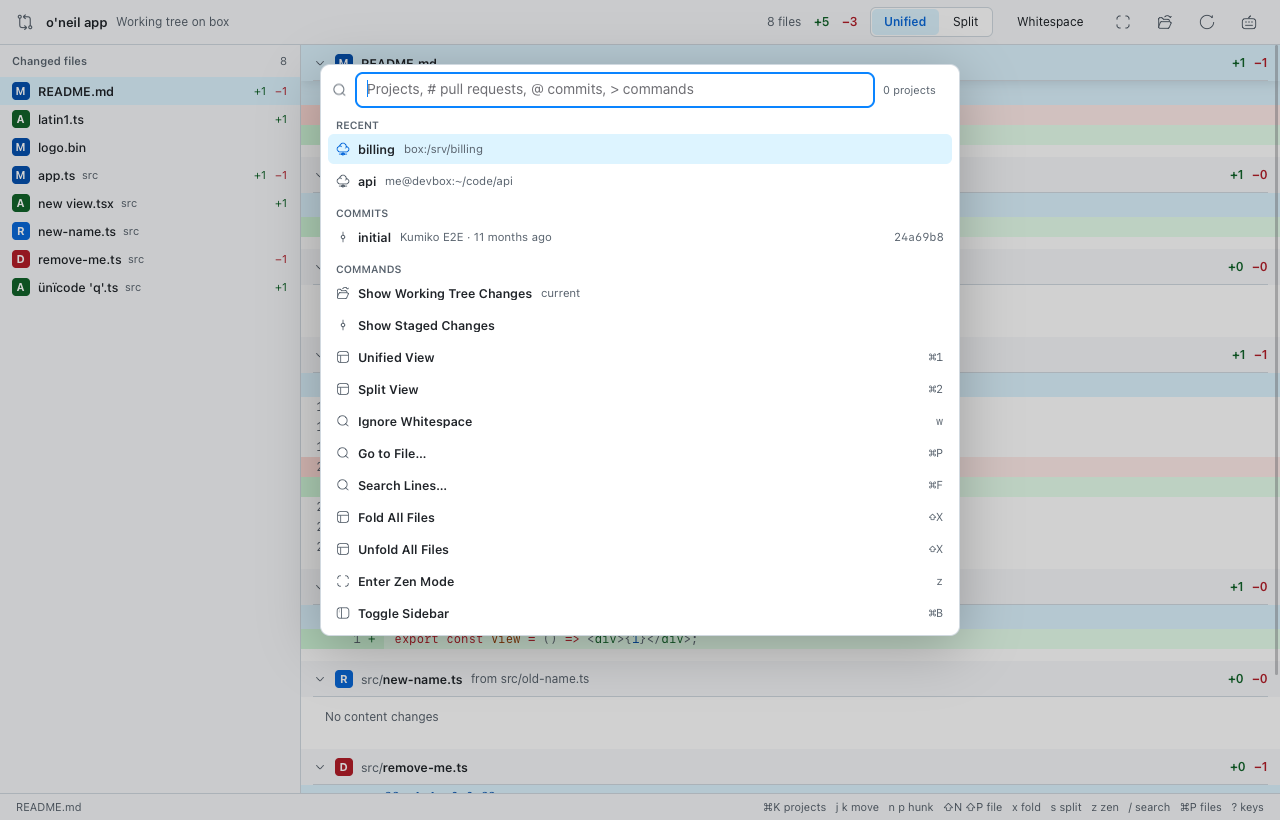 o'neil app Working tree on box 8 files +5 −3 Unified Split Whitespace
Changed files 8
M README.md +1 −1
A latin1.ts +1
M logo.bin
M app.ts src +1 −1
A new view.tsx src +1
R new-name.ts src
D remove-me.ts src −1
A ünïcode 'q'.ts src +1
M README.md +1 −1
Projects, # pull requests, @ commits, > commands 0 projects
RECENT
billing box:/srv/billing
api me@devbox:~/code/api
COMMITS
initial Kumiko E2E · 11 months ago 24a69b8
COMMANDS
Show Working Tree Changes current
Show Staged Changes
Unified View ⌘1
Split View ⌘2
Ignore Whitespace w
Go to File... ⌘P
Search Lines... ⌘F
Fold All Files ⇧X
Unfold All Files ⇧X
Enter Zen Mode z
Toggle Sidebar ⌘B
+1 −0
+0 −0
+1 −1
+1 −0
1 + export const View = () => <div>{1}</div>;
R src/new-name.ts from src/old-name.ts +0 −0
No content changes
D src/remove-me.ts +0 −1
README.md ⌘K projects j k move n p hunk ⇧N ⇧P file x fold s split z zen / search ⌘P files ? keys